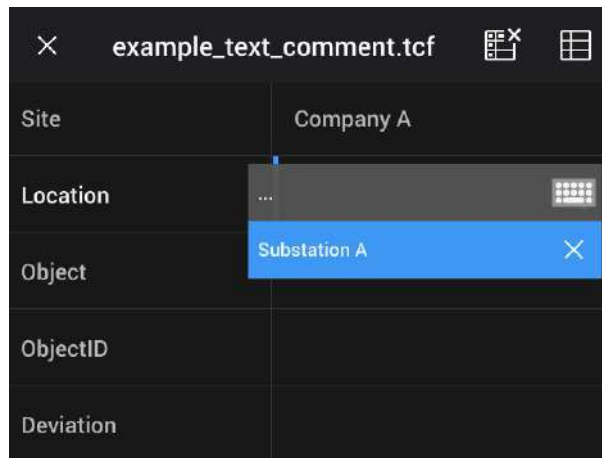 example_text_comment.tcf
Site
Company A
Location
...
Substation A
Object
ObjectID
Deviation